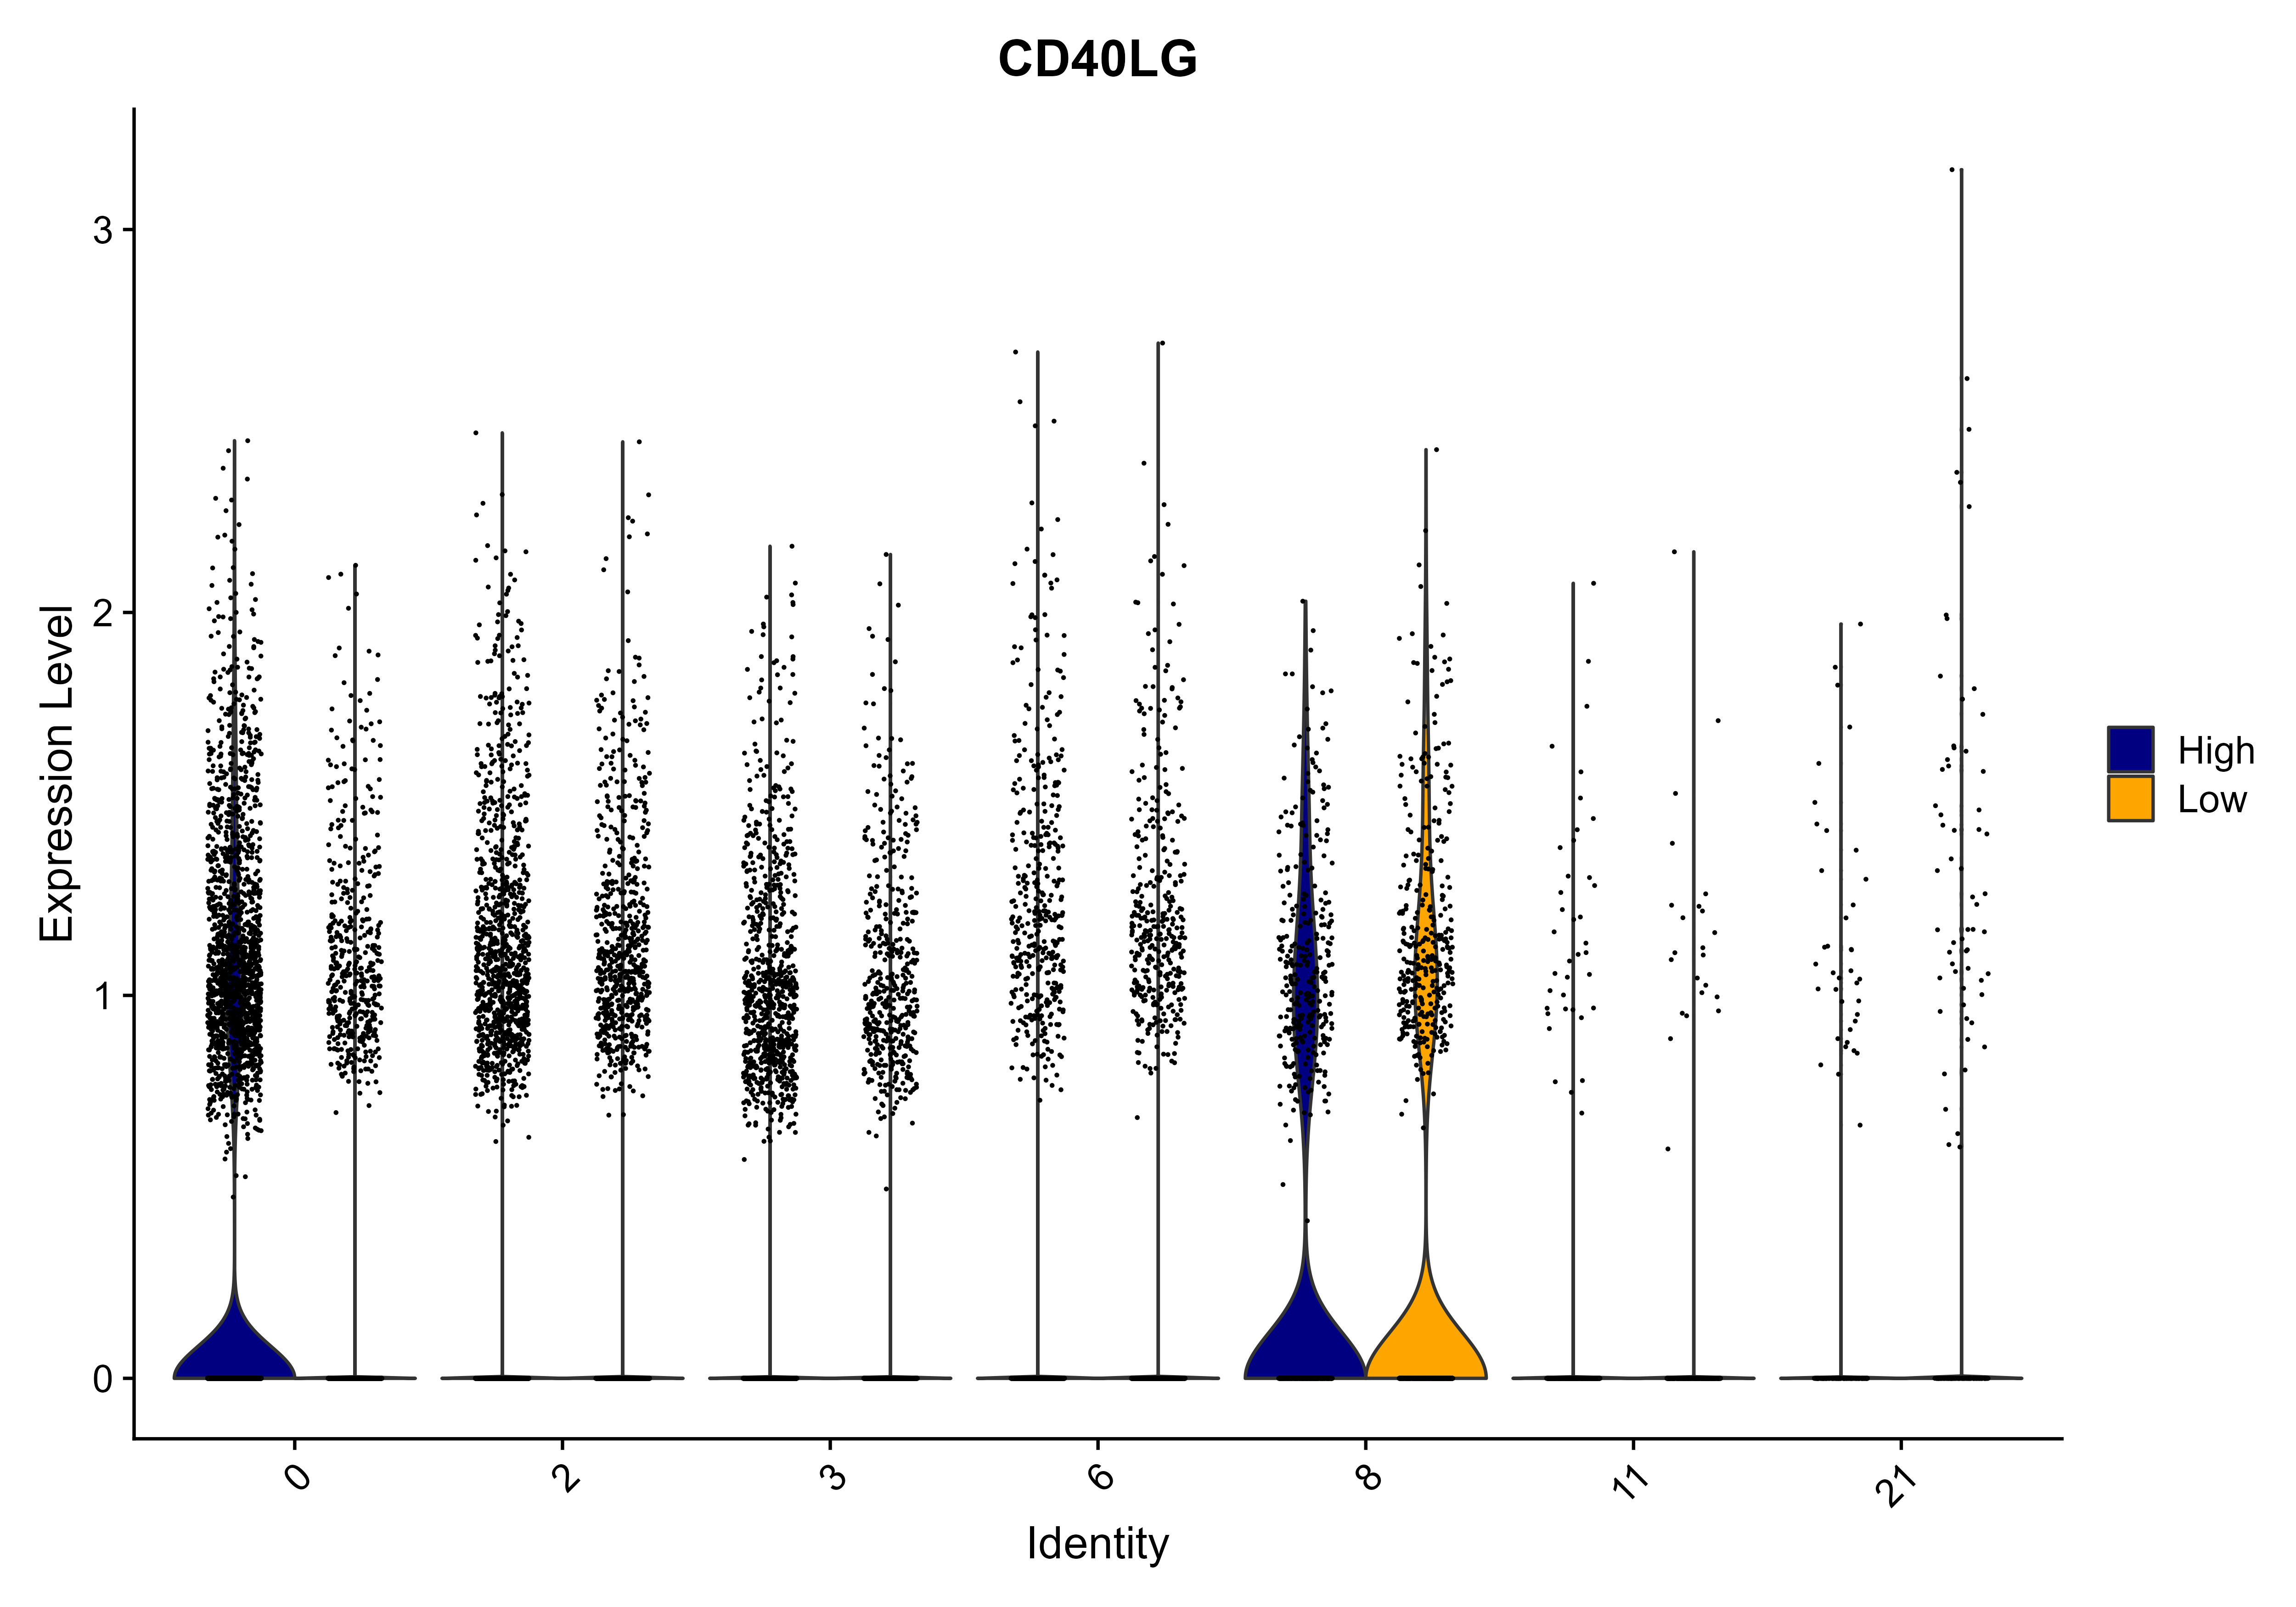 CD40LG
Expression Level
3
2
1
0
0 2 3 6 8 11 21
Identity
High
Low